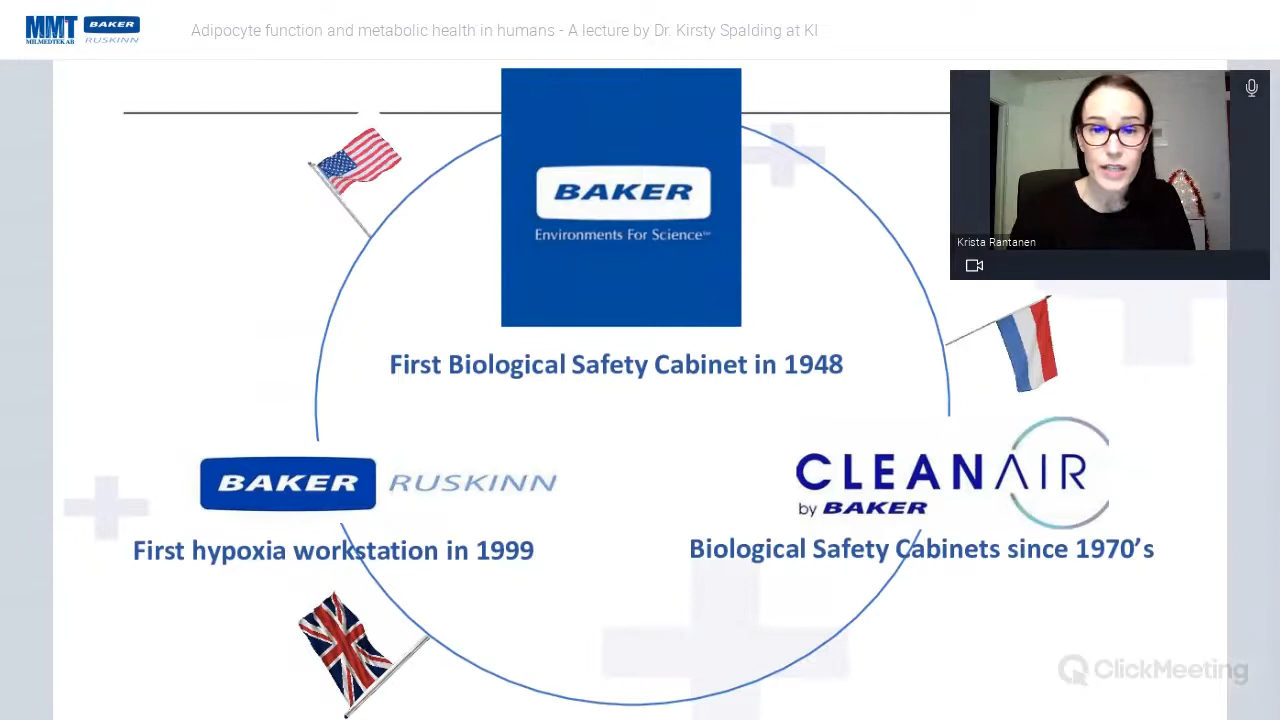 MMT
MILMEDTEK AB
BAKER
RUSKINN
Adipocyte function and metabolic health in humans - A lecture by Dr. Kirsty Spalding at KI
BAKER
Environments For Science™
Krista Rantanen
First Biological Safety Cabinet in 1948
BAKER RUSKINN
CLEANAIR
by BAKER
First hypoxia workstation in 1999
Biological Safety Cabinets since 1970’s
ClickMeeting